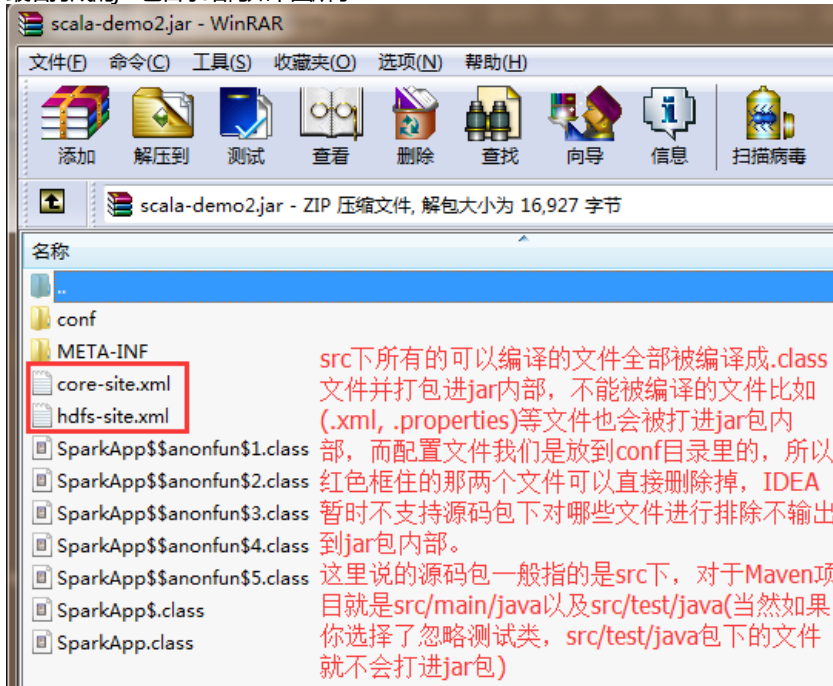 scala-demo2.jar - WinRAR
文件(F) 命令(C) 工具(S) 收藏夹(O) 选项(N) 帮助(H)
添加 解压到 测试 查看 删除 查找 向导 信息 扫描病毒
scala-demo2.jar - ZIP 压缩文件, 解包大小为 16,927 字节
名称
..
conf
META-INF
core-site.xml
hdfs-site.xml
SparkApp$$anonfun$1.class
SparkApp$$anonfun$2.class
SparkApp$$anonfun$3.class
SparkApp$$anonfun$4.class
SparkApp$$anonfun$5.class
SparkApp$.class
SparkApp.class
src下所有的可以编译的文件全部被编译成.class
文件并打包进jar内部，不能被编译的文件比如
(.xml, .properties)等文件也会被打进jar包内
部，而配置文件我们是放到conf目录里的，所以
红色框住的那两个文件可以直接删除掉，IDEA
暂时不支持源码包下对哪些文件进行排除不输出
到jar包内部。
这里说的源码包一般指的是src下，对于Maven项
目就是src/main/java以及src/test/java(当然如果
你选择了忽略测试类，src/test/java包下的文件
就不会打进jar包)